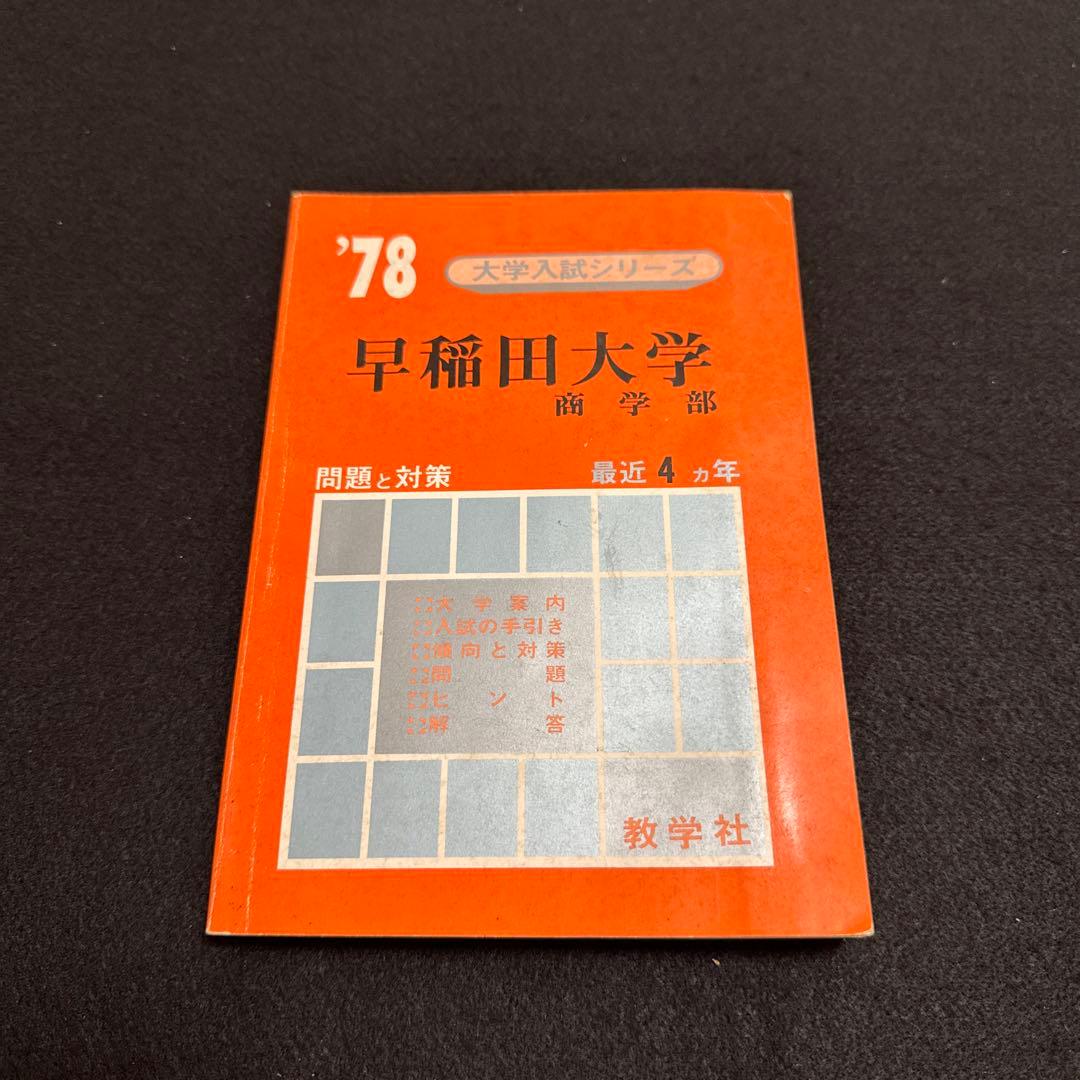 '78
大学入試シリーズ
早稲田大学
商学部
問題と対策
最近4ヵ年
大学案内
入試の手引き
傾向と対策
問題
ヒント
解答
教学社